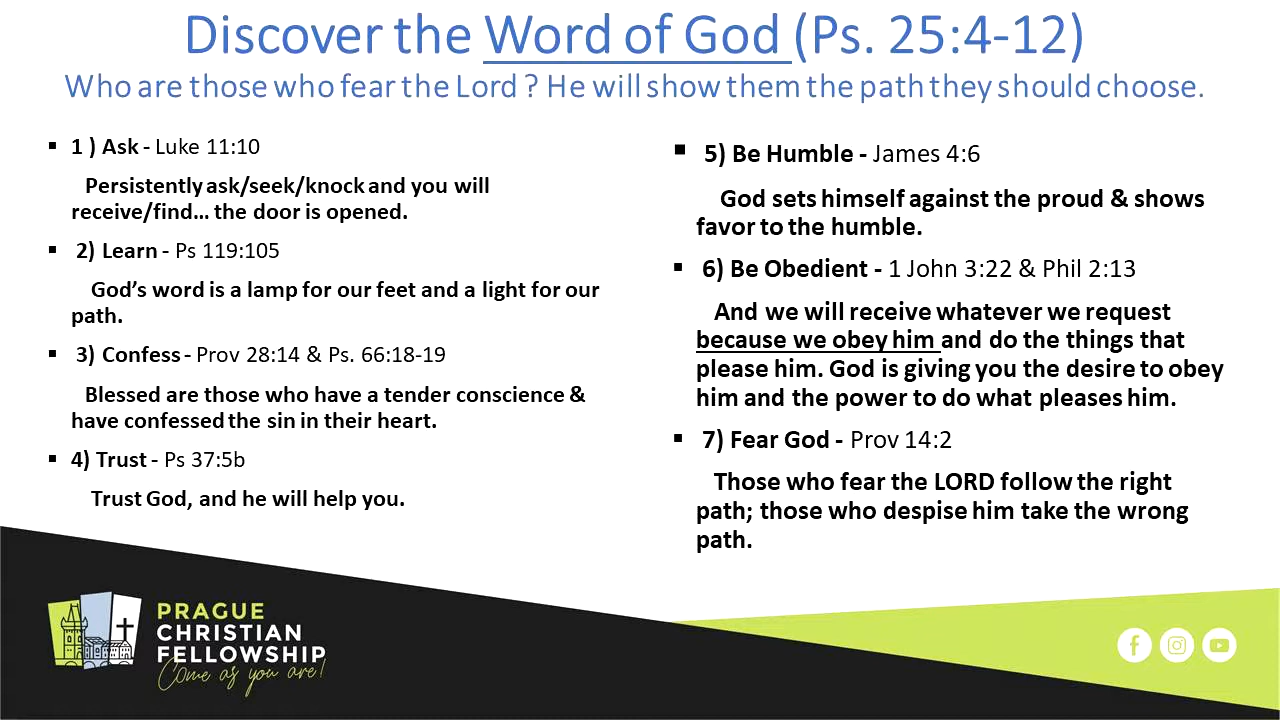 Discover the Word of God (Ps. 25:4-12)
Who are those who fear the Lord ? He will show them the path they should choose.
▪ 1 ) Ask - Luke 11:10
Persistently ask/seek/knock and you will
receive/find... the door is opened.
▪ 2) Learn - Ps 119:105
God's word is a lamp for our feet and a light for our
path.
▪ 3) Confess - Prov 28:14 & Ps. 66:18-19
Blessed are those who have a tender conscience &
have confessed the sin in their heart.
▪ 4) Trust - Ps 37:5b
Trust God, and he will help you.
▪ 5) Be Humble - James 4:6
God sets himself against the proud & shows
favor to the humble.
▪ 6) Be Obedient - 1 John 3:22 & Phil 2:13
And we will receive whatever we request
because we obey him and do the things that
please him. God is giving you the desire to obey
him and the power to do what pleases him.
▪ 7) Fear God - Prov 14:2
Those who fear the LORD follow the right
path; those who despise him take the wrong
path.
PRAGUE
CHRISTIAN
FELLOWSHIP
Come as you are!